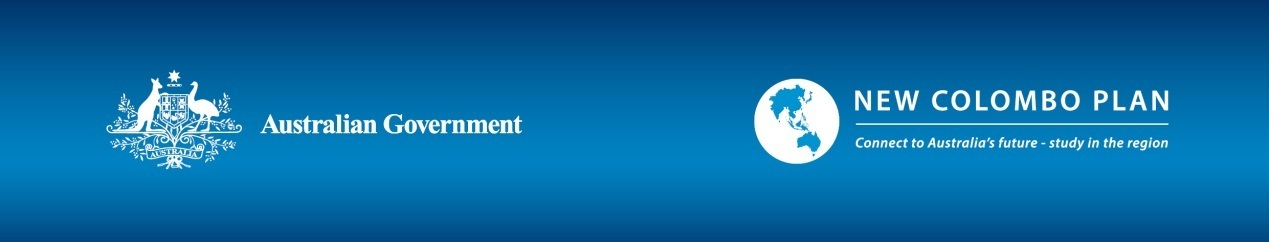 AUSTRALIA
Australian Government
NEW COLOMBO PLAN
Connect to Australia's future - study in the region